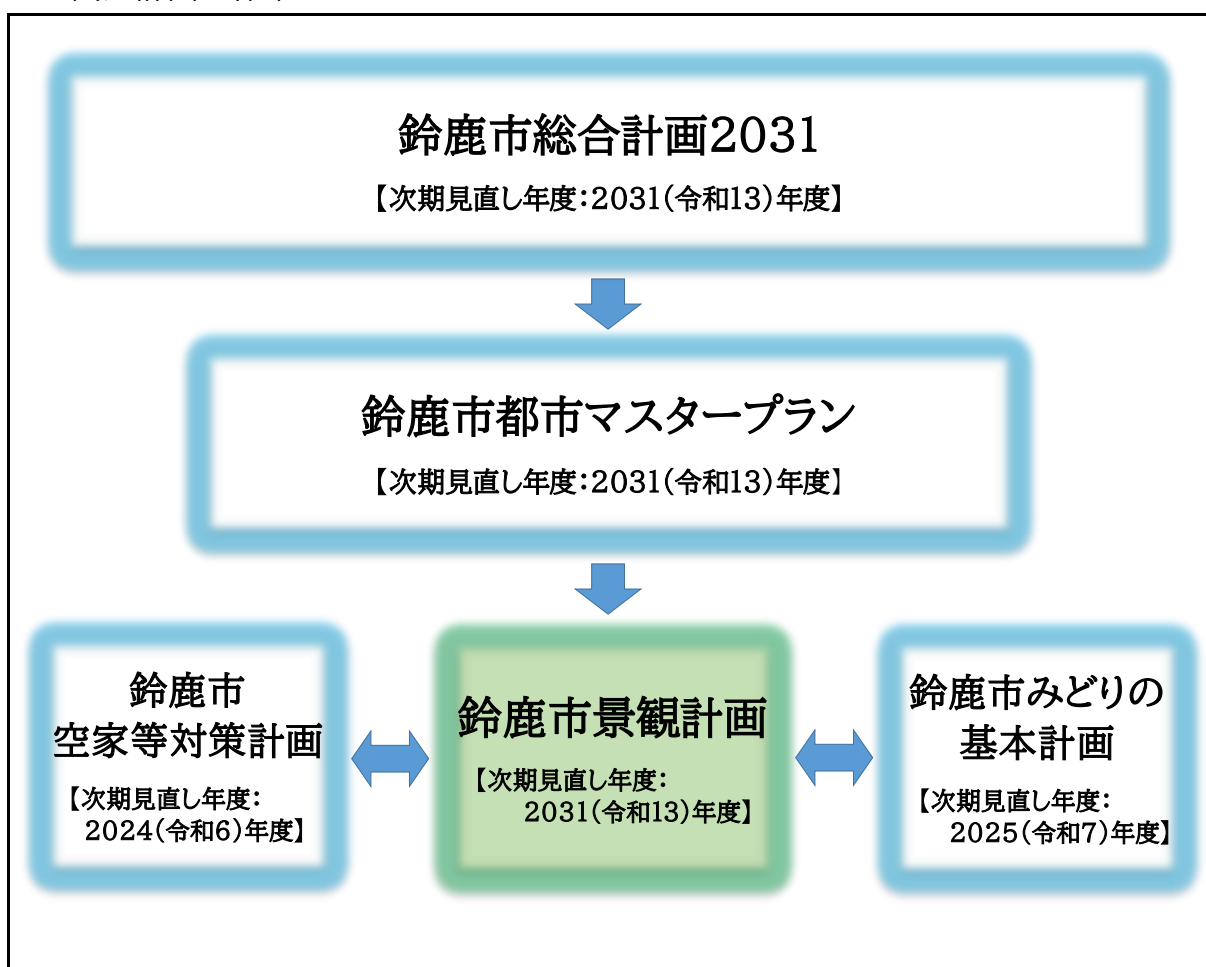 鈴鹿市総合計画2031
【次期見直し年度:2031(令和13)年度】
鈴鹿市都市マスタープラン
【次期見直し年度:2031(令和13)年度】
鈴鹿市
空家等対策計画
【次期見直し年度:
2024(令和6)年度】
鈴鹿市景観計画
【次期見直し年度:
2031(令和13)年度】
鈴鹿市みどりの
基本計画
【次期見直し年度:
2025(令和7)年度】